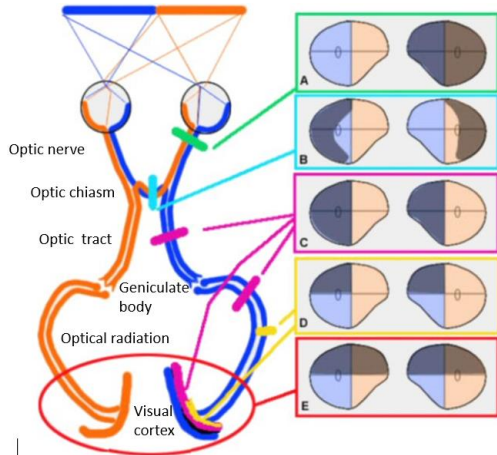 A
Optic nerve
B
Optic chiasm
C
Optic tract
Geniculate
body
D
Optical radiation
E
Visual
cortex